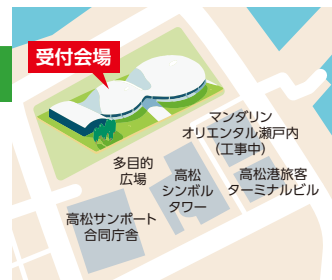 受付会場
マンダリン
オリエンタル瀬戸内
(工事中)
多目的
広場
高松
シンボル
タワー
高松港旅客
ターミナルビル
高松サンポート
合同庁舎